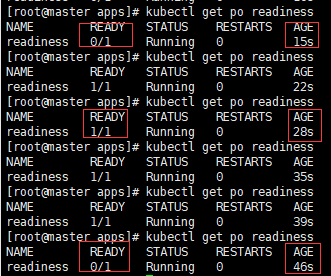 [root@master apps]# kubectl get po readiness
NAME READY STATUS RESTARTS AGE
readiness 0/1 Running 0 15s
[root@master apps]# kubectl get po readiness
NAME READY STATUS RESTARTS AGE
readiness 1/1 Running 0 22s
[root@master apps]# kubectl get po readiness
NAME READY STATUS RESTARTS AGE
readiness 1/1 Running 0 28s
[root@master apps]# kubectl get po readiness
NAME READY STATUS RESTARTS AGE
readiness 1/1 Running 0 35s
[root@master apps]# kubectl get po readiness
NAME READY STATUS RESTARTS AGE
readiness 1/1 Running 0 39s
[root@master apps]# kubectl get po readiness
NAME READY STATUS RESTARTS AGE
readiness 0/1 Running 0 46s